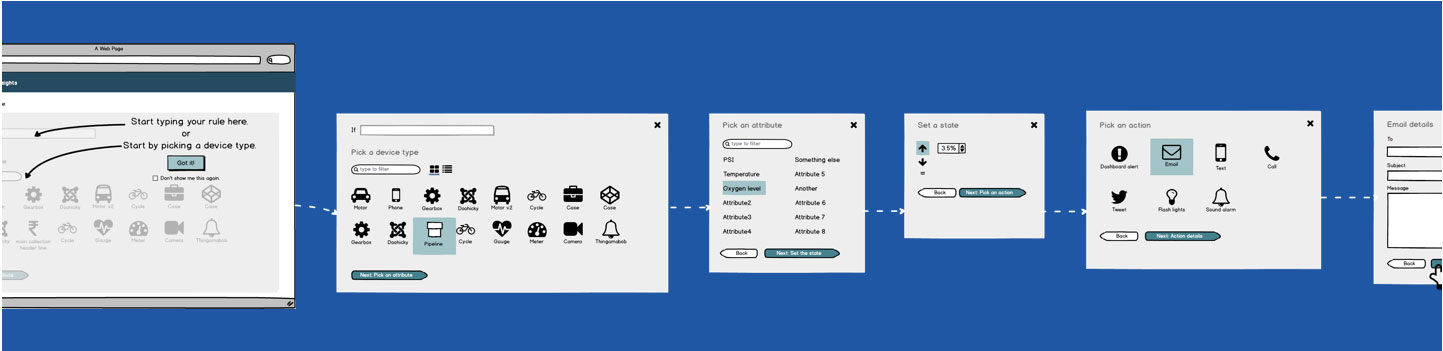 A Web Page
Start typing your rule here.
or
Start by picking a device type.
Got it!
Don't show me this again
Gearbox
Doohicky
Motor v2
Cycle
Case
Case
main collection
header line
Cycle
Gauge
Meter
Camera
Thingamabob
If
Pick a device type
type to filter
Motor
Phone
Gearbox
Doohicky
Motor v2
Cycle
Case
Case
Gearbox
Doohicky
Pipeline
Cycle
Gauge
Meter
Camera
Thingamabob
Next: Pick an attribute
Pick an attribute
type to filter
PSI
Something else
Temperature
Attribute 5
Oxygen level
Another
Attribute2
Attribute 6
Attribute3
Attribute 7
Attribute4
Attribute 8
Back
Next: Set the state
Set a state
3.5%
=
Back
Next: Pick an action
Pick an action
Dashboard alert
Email
Text
Call
Tweet
Flash lights
Sound alarm
Back
Next: Action details
Email details
To
Subject
Message
Back